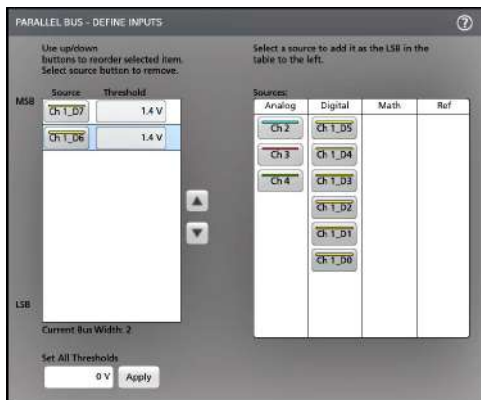 PARALLEL BUS - DEFINE INPUTS
Use up/down
buttons to reorder selected item.
Select source button to remove.
Select a source to add it as the LSB in the
table to the left.
Source Threshold
MSB
Ch 1_D7 1.4 V
Ch 1_D6 1.4 V
LSB
Current Bus Width: 2
Set All Thresholds
0 V Apply
Sources:
Analog Digital Math Ref
Ch 2 Ch 1_D5
Ch 3 Ch 1_D4
Ch 4 Ch 1_D3
Ch 1_D2
Ch 1_D1
Ch 1_D0